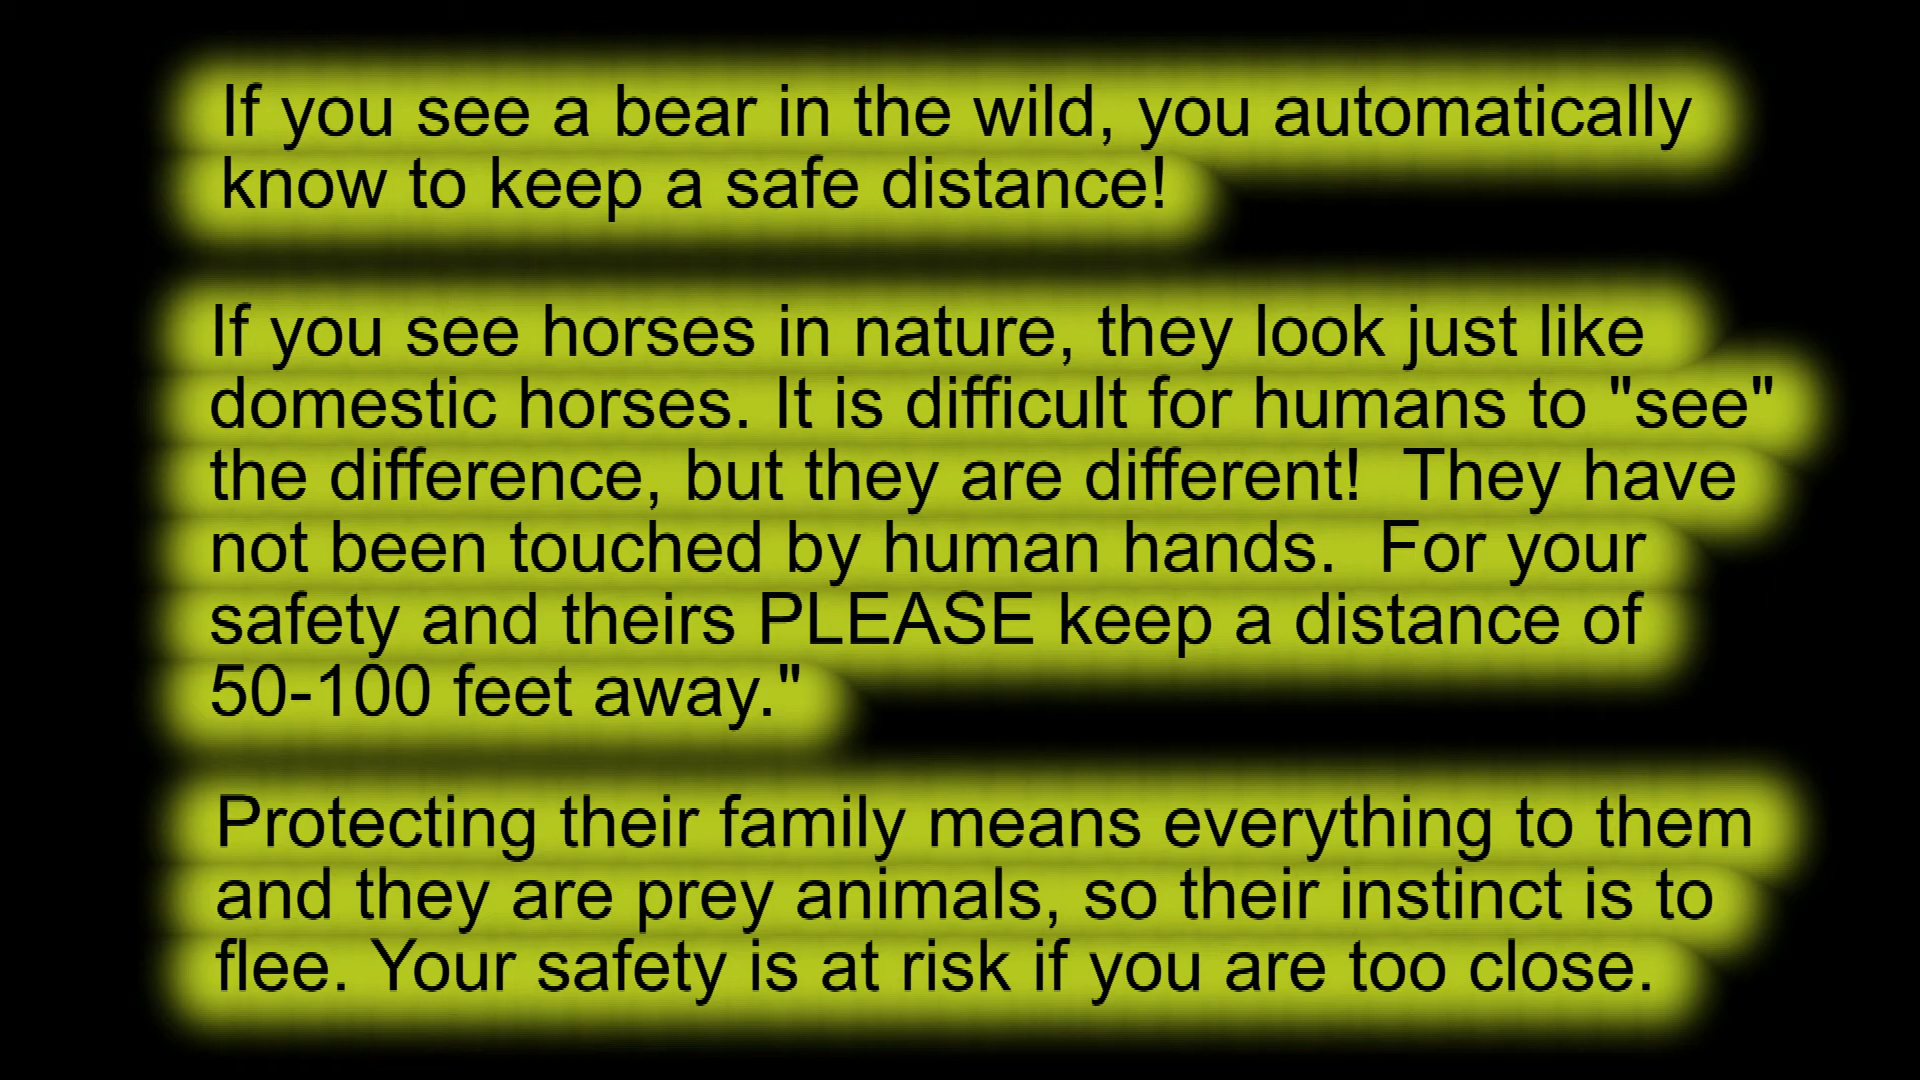 If you see a bear in the wild, you automatically
know to keep a safe distance!
If you see horses in nature, they look just like
domestic horses. It is difficult for humans to "see"
the difference, but they are different!  They have
not been touched by human hands.  For your
safety and theirs PLEASE keep a distance of
50-100 feet away."
Protecting their family means everything to them
and they are prey animals, so their instinct is to
flee. Your safety is at risk if you are too close.